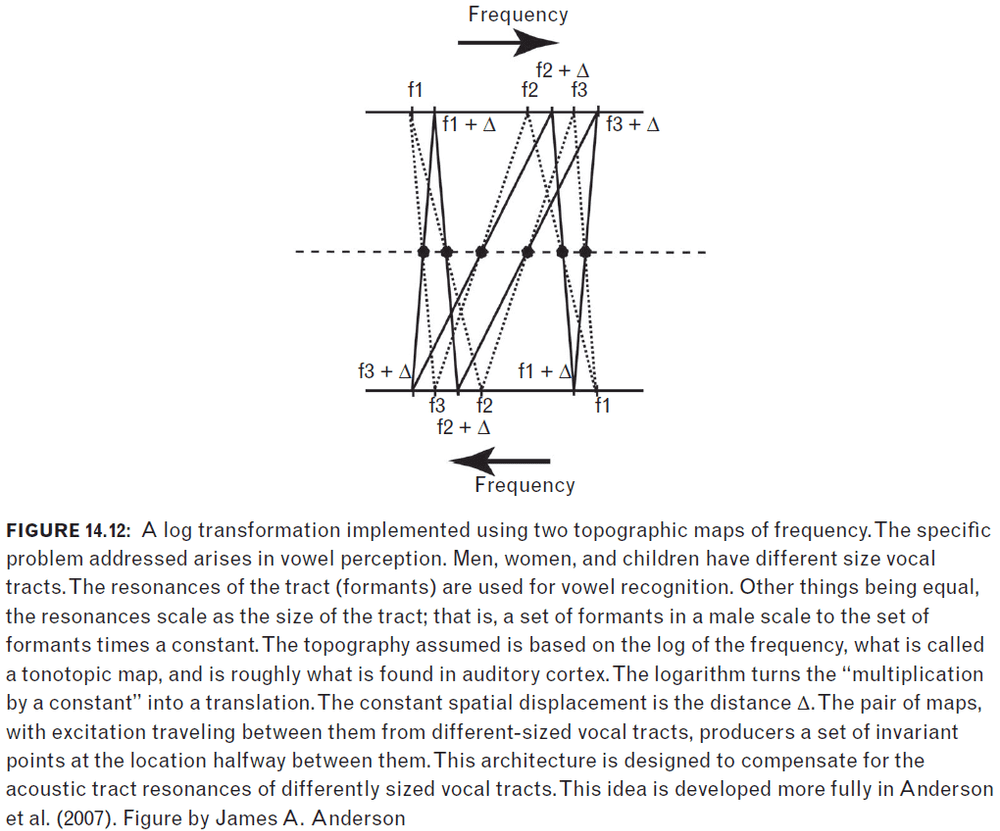 Frequency
f2 + Δ
f1 f2 f3
f1 + Δ f3 + Δ
f3 + Δ f1 + Δ
f3 f2 f1
f2 + Δ
Frequency
FIGURE 14.12: A log transformation implemented using two topographic maps of frequency. The specific
problem addressed arises in vowel perception. Men, women, and children have different size vocal
tracts. The resonances of the tract (formants) are used for vowel recognition. Other things being equal,
the resonances scale as the size of the tract; that is, a set of formants in a male scale to the set of
formants times a constant. The topography assumed is based on the log of the frequency, what is called
a tonotopic map, and is roughly what is found in auditory cortex. The logarithm turns the “multiplication
by a constant” into a translation. The constant spatial displacement is the distance Δ. The pair of maps,
with excitation traveling between them from different-sized vocal tracts, producers a set of invariant
points at the location halfway between them. This architecture is designed to compensate for the
acoustic tract resonances of differently sized vocal tracts. This idea is developed more fully in Anderson
et al. (2007). Figure by James A. Anderson